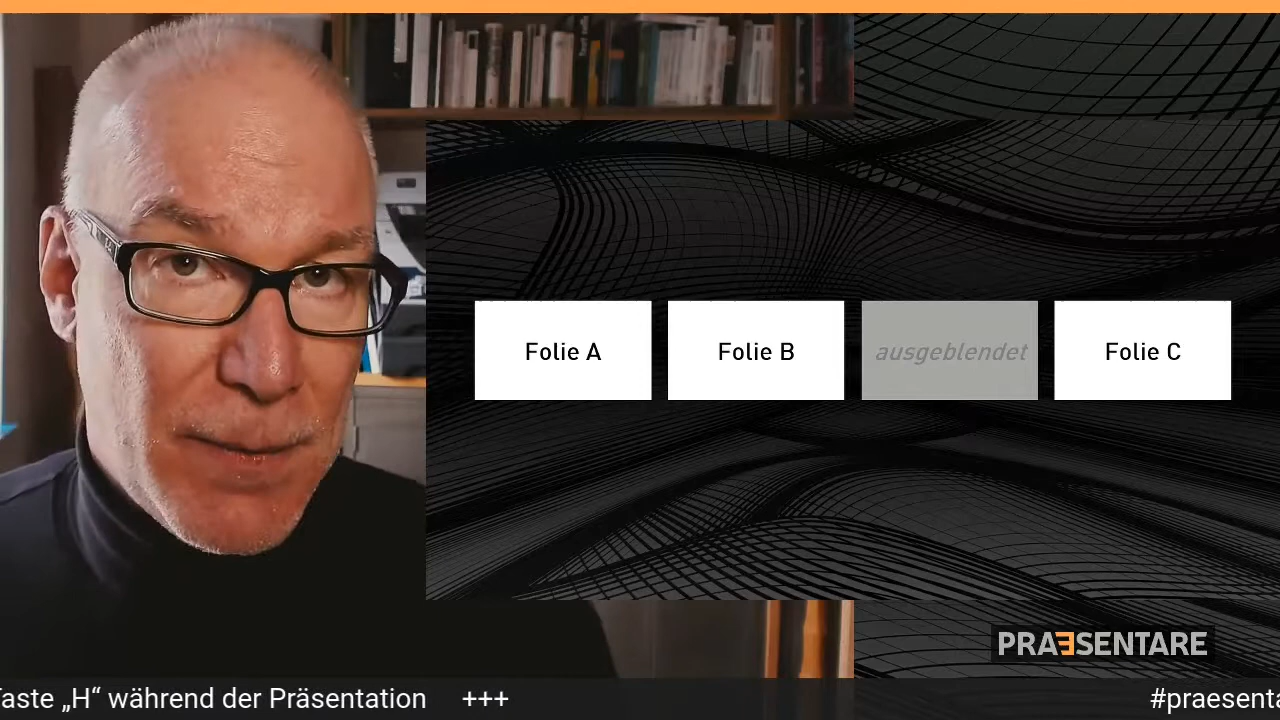 Folie A
Folie B
ausgeblendet
Folie C
PRAESENTARE
Taste „H“ während der Präsentation +++ #praesenta